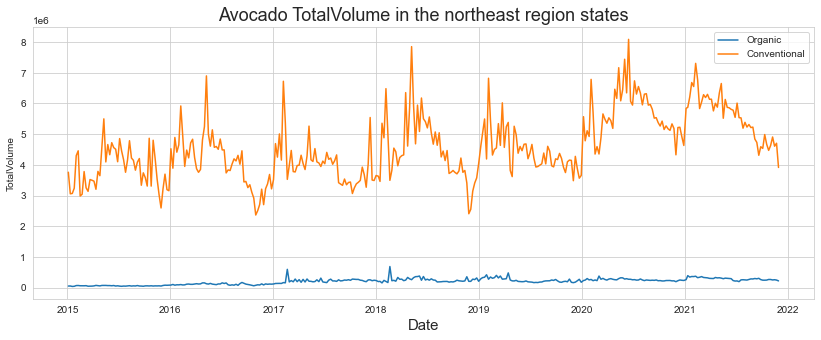 Avocado TotalVolume in the northeast region states
1e6
Organic
Conventional
8
7
6
5
4
3
2
1
0
TotalVolume
2015 2016 2017 2018 2019 2020 2021 2022
Date